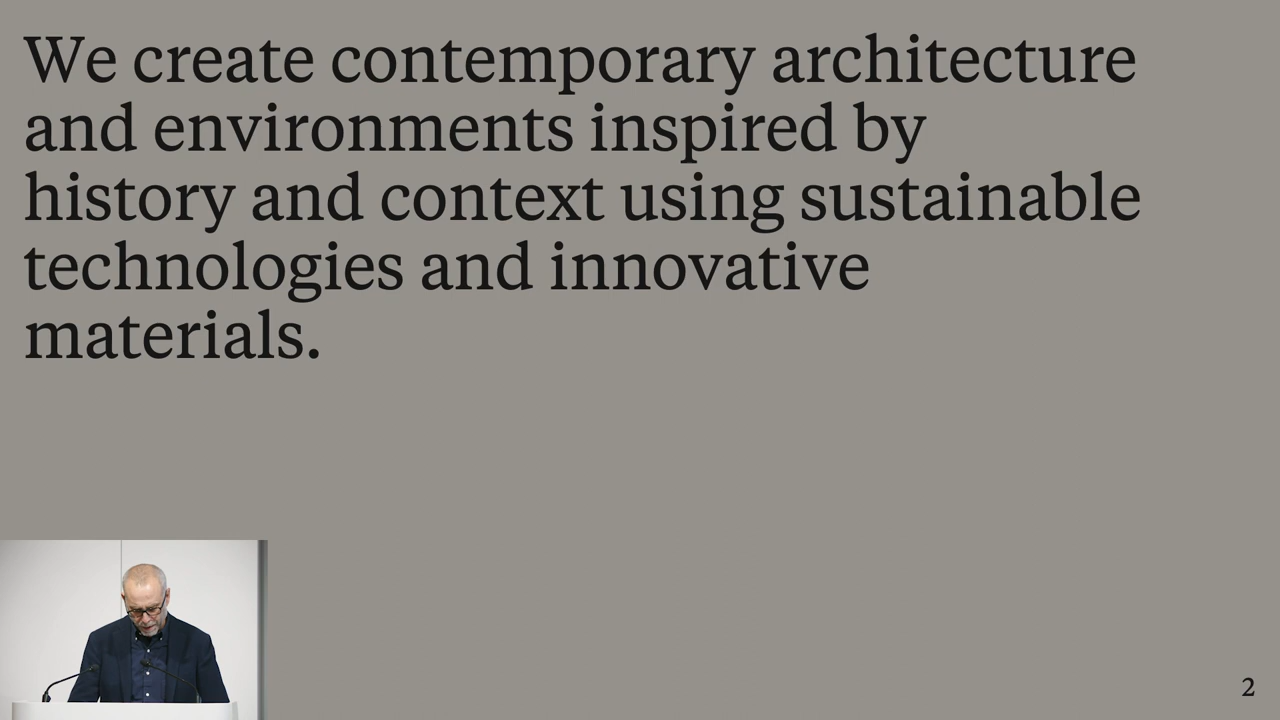 We create contemporary architecture
and environments inspired by
history and context using sustainable
technologies and innovative
materials.
2